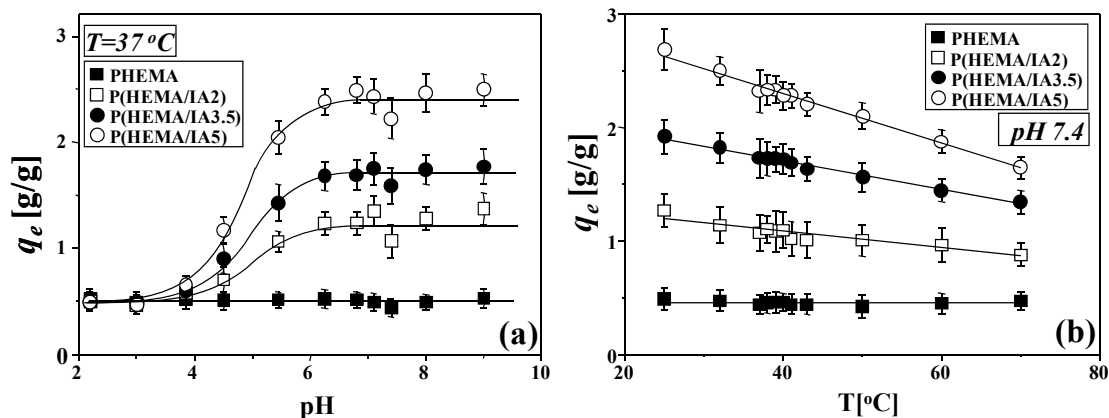 T=37 °C
PHEMA
P(HEMA/IA2)
P(HEMA/IA3.5)
P(HEMA/IA5)
3
2
1
0
qe [g/g]
2
4
6
8
10
pH
(a)
PHEMA
P(HEMA/IA2)
P(HEMA/IA3.5)
P(HEMA/IA5)
pH 7.4
3
2
1
0
qe [g/g]
20
40
60
80
T[°C]
(b)